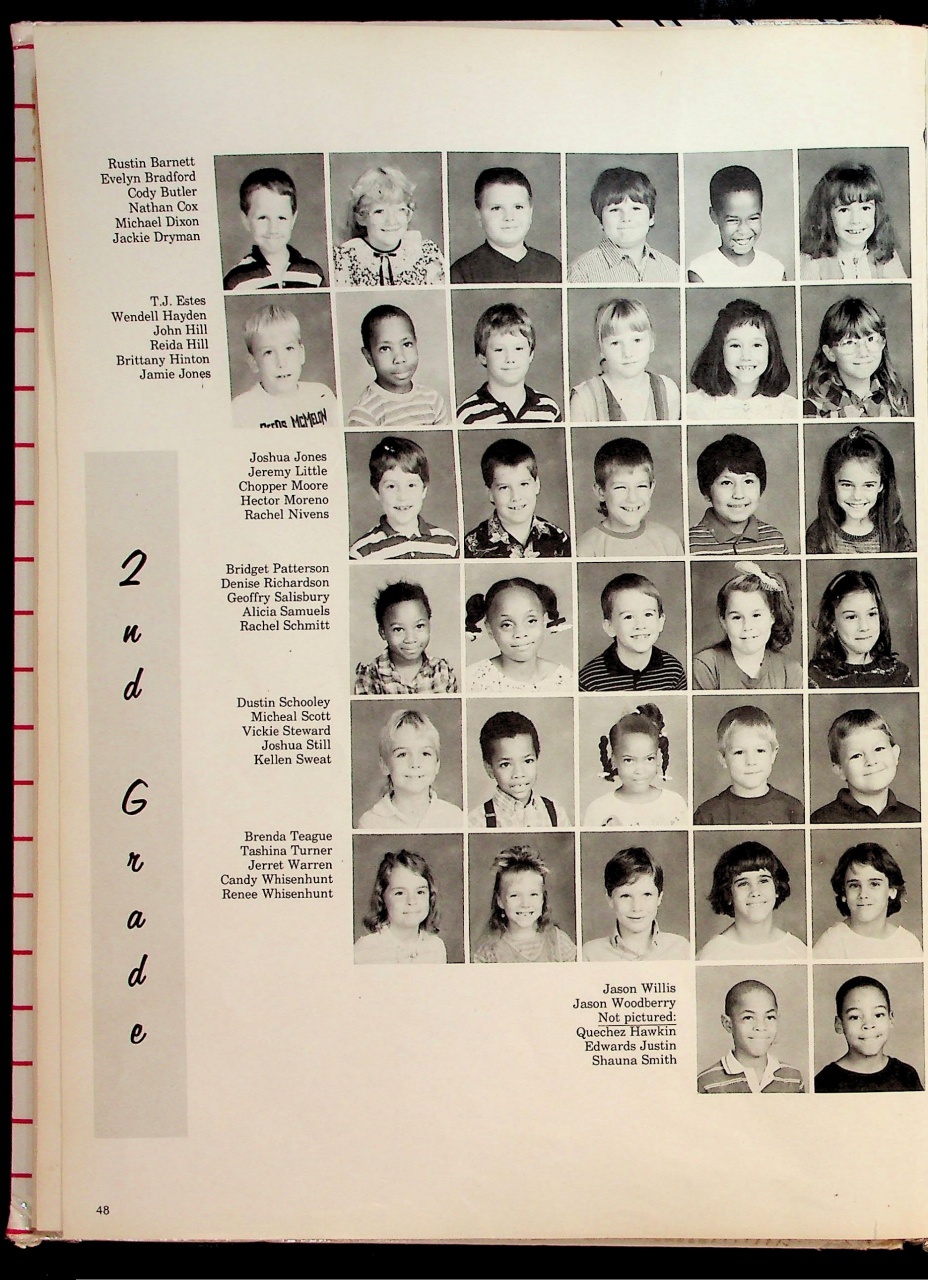 Rustin Barnett
Evelyn Bradford
Cody Butler
Nathan Cox
Michael Dixon
Jackie Dryman
T.J. Estes
Wendell Hayden
John Hill
Reida Hill
Brittany Hinton
Jamie Jones
MCMELON
Joshua Jones
Jeremy Little
Chopper Moore
Hector Moreno
Rachel Nivens
Bridget Patterson
Denise Richardson
Geoffry Salisbury
Alicia Samuels
Rachel Schmitt
Dustin Schooley
Micheal Scott
Vickie Steward
Joshua Still
Kellen Sweat
Brenda Teague
Tashina Turner
Jerret Warren
Candy Whisenhunt
Renee Whisenhunt
Jason Willis
Jason Woodberry
Not pictured:
Quechez Hawkin
Edwards Justin
Shauna Smith
2nd Grade
48